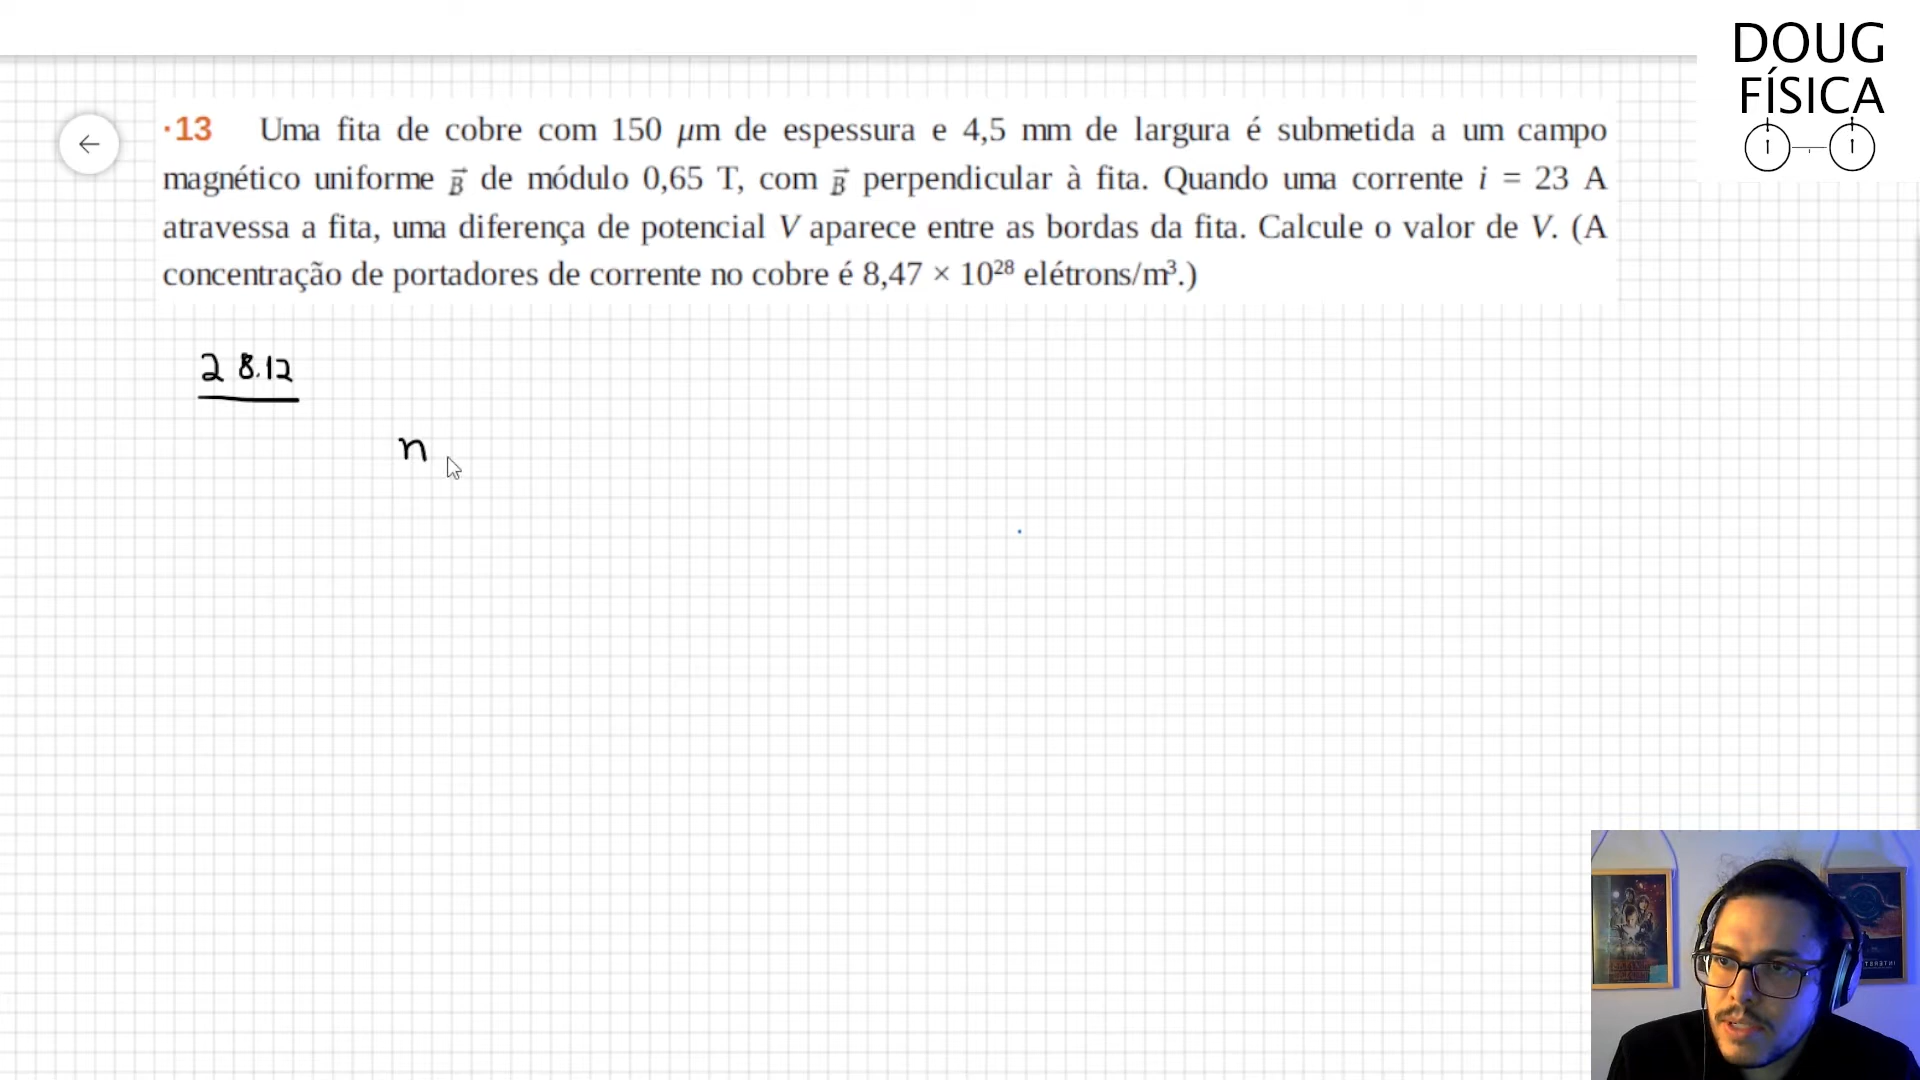 DOUG
FÍSICA
·13 Uma fita de cobre com 150 μm de espessura e 4,5 mm de largura é submetida a um campo
magnético uniforme B⃗ de módulo 0,65 T, com B⃗ perpendicular à fita. Quando uma corrente i = 23 A
atravessa a fita, uma diferença de potencial V aparece entre as bordas da fita. Calcule o valor de V. (A
concentração de portadores de corrente no cobre é 8,47 × 10²⁸ elétrons/m³.)
28.12
n